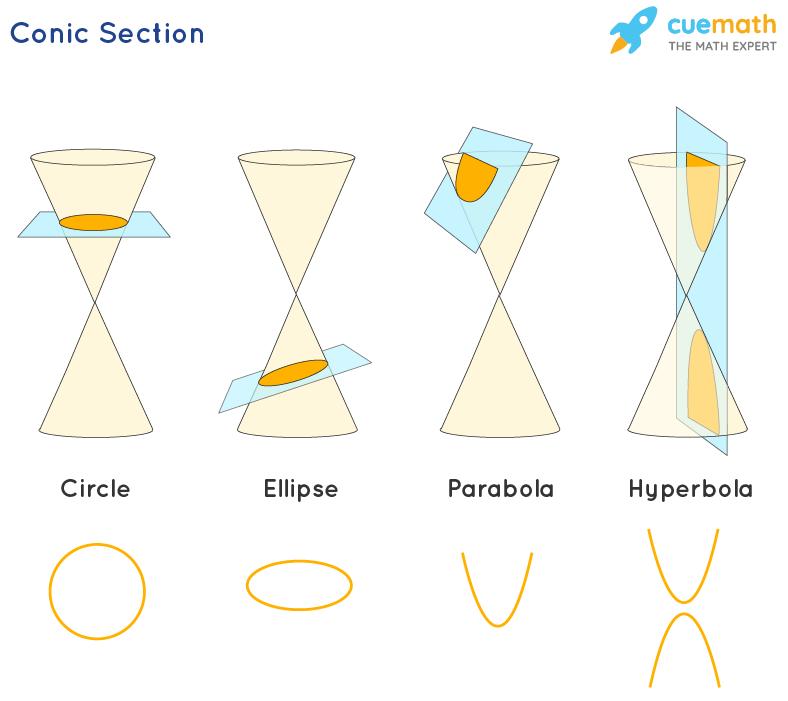 Conic Section
cuemath
THE MATH EXPERT
Circle
Ellipse
Parabola
Hyperbola